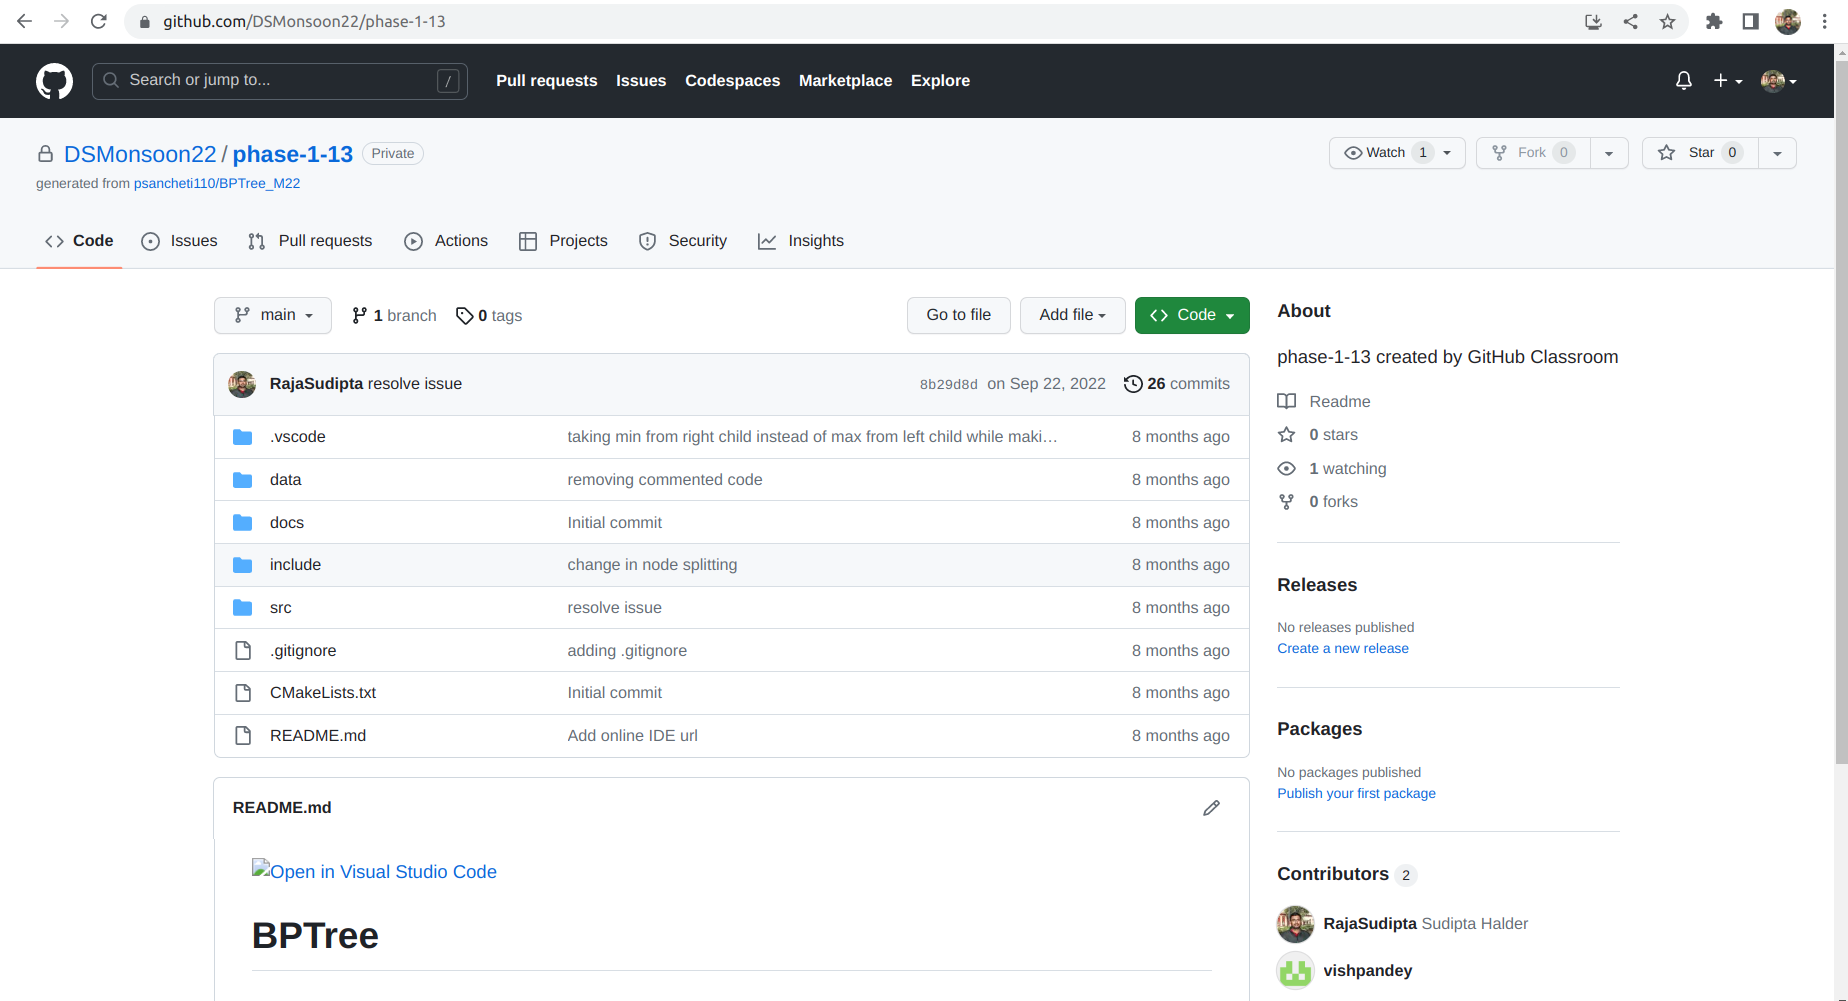 github.com/DSMonsoon22/phase-1-13
Search or jump to...
/
Pull requests Issues Codespaces Marketplace Explore
DSMonsoon22 / phase-1-13 Private
Watch 1 Fork 0 Star 0
generated from psancheti110/BPTree_M22
Code Issues Pull requests Actions Projects Security Insights
main 1 branch 0 tags Go to file Add file Code
RajaSudipta resolve issue 8b29d8d on Sep 22, 2022 26 commits
.vscode taking min from right child instead of max from left child while maki… 8 months ago
data removing commented code 8 months ago
docs Initial commit 8 months ago
include change in node splitting 8 months ago
src resolve issue 8 months ago
.gitignore adding .gitignore 8 months ago
CMakeLists.txt Initial commit 8 months ago
README.md Add online IDE url 8 months ago
README.md
Open in Visual Studio Code
BPTree
About
phase-1-13 created by GitHub Classroom
Readme
0 stars
1 watching
0 forks
Releases
No releases published
Create a new release
Packages
No packages published
Publish your first package
Contributors 2
RajaSudipta Sudipta Halder
vishpandey